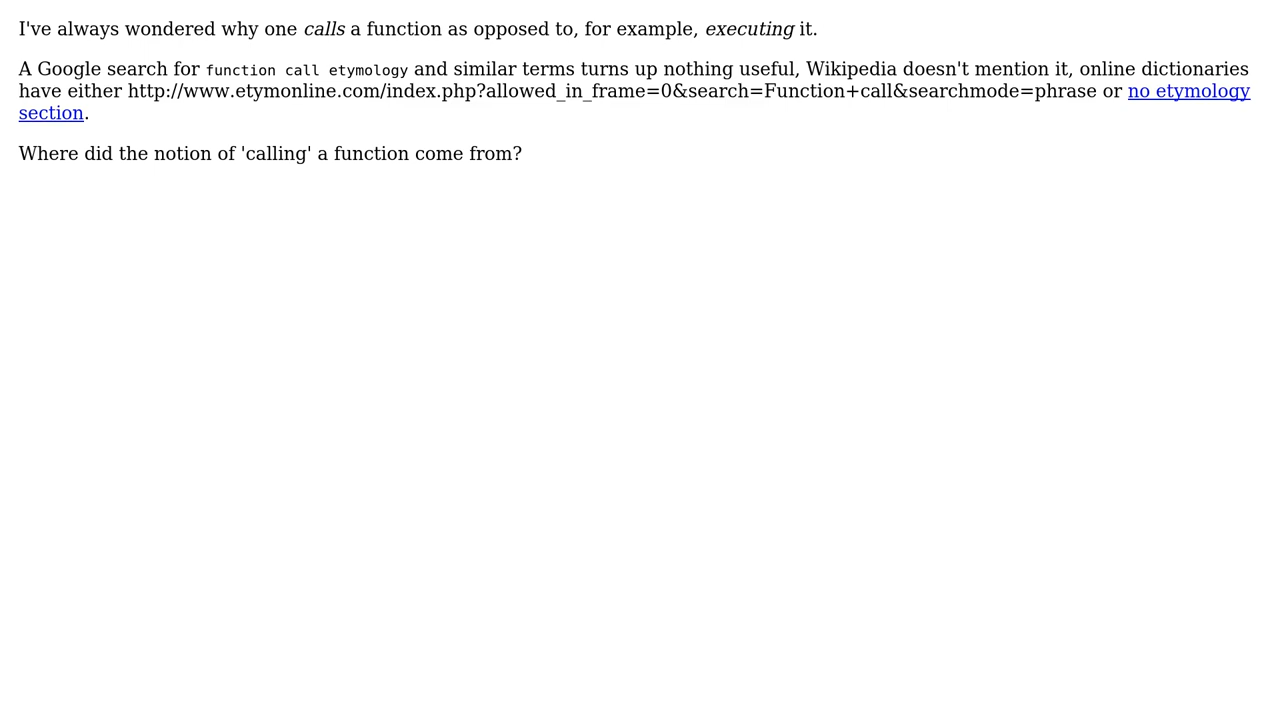 I've always wondered why one calls a function as opposed to, for example, executing it.
A Google search for function call etymology and similar terms turns up nothing useful, Wikipedia doesn't mention it, online dictionaries
have either http://www.etymonline.com/index.php?allowed_in_frame=0&search=Function+call&searchmode=phrase or no etymology
section.
Where did the notion of 'calling' a function come from?